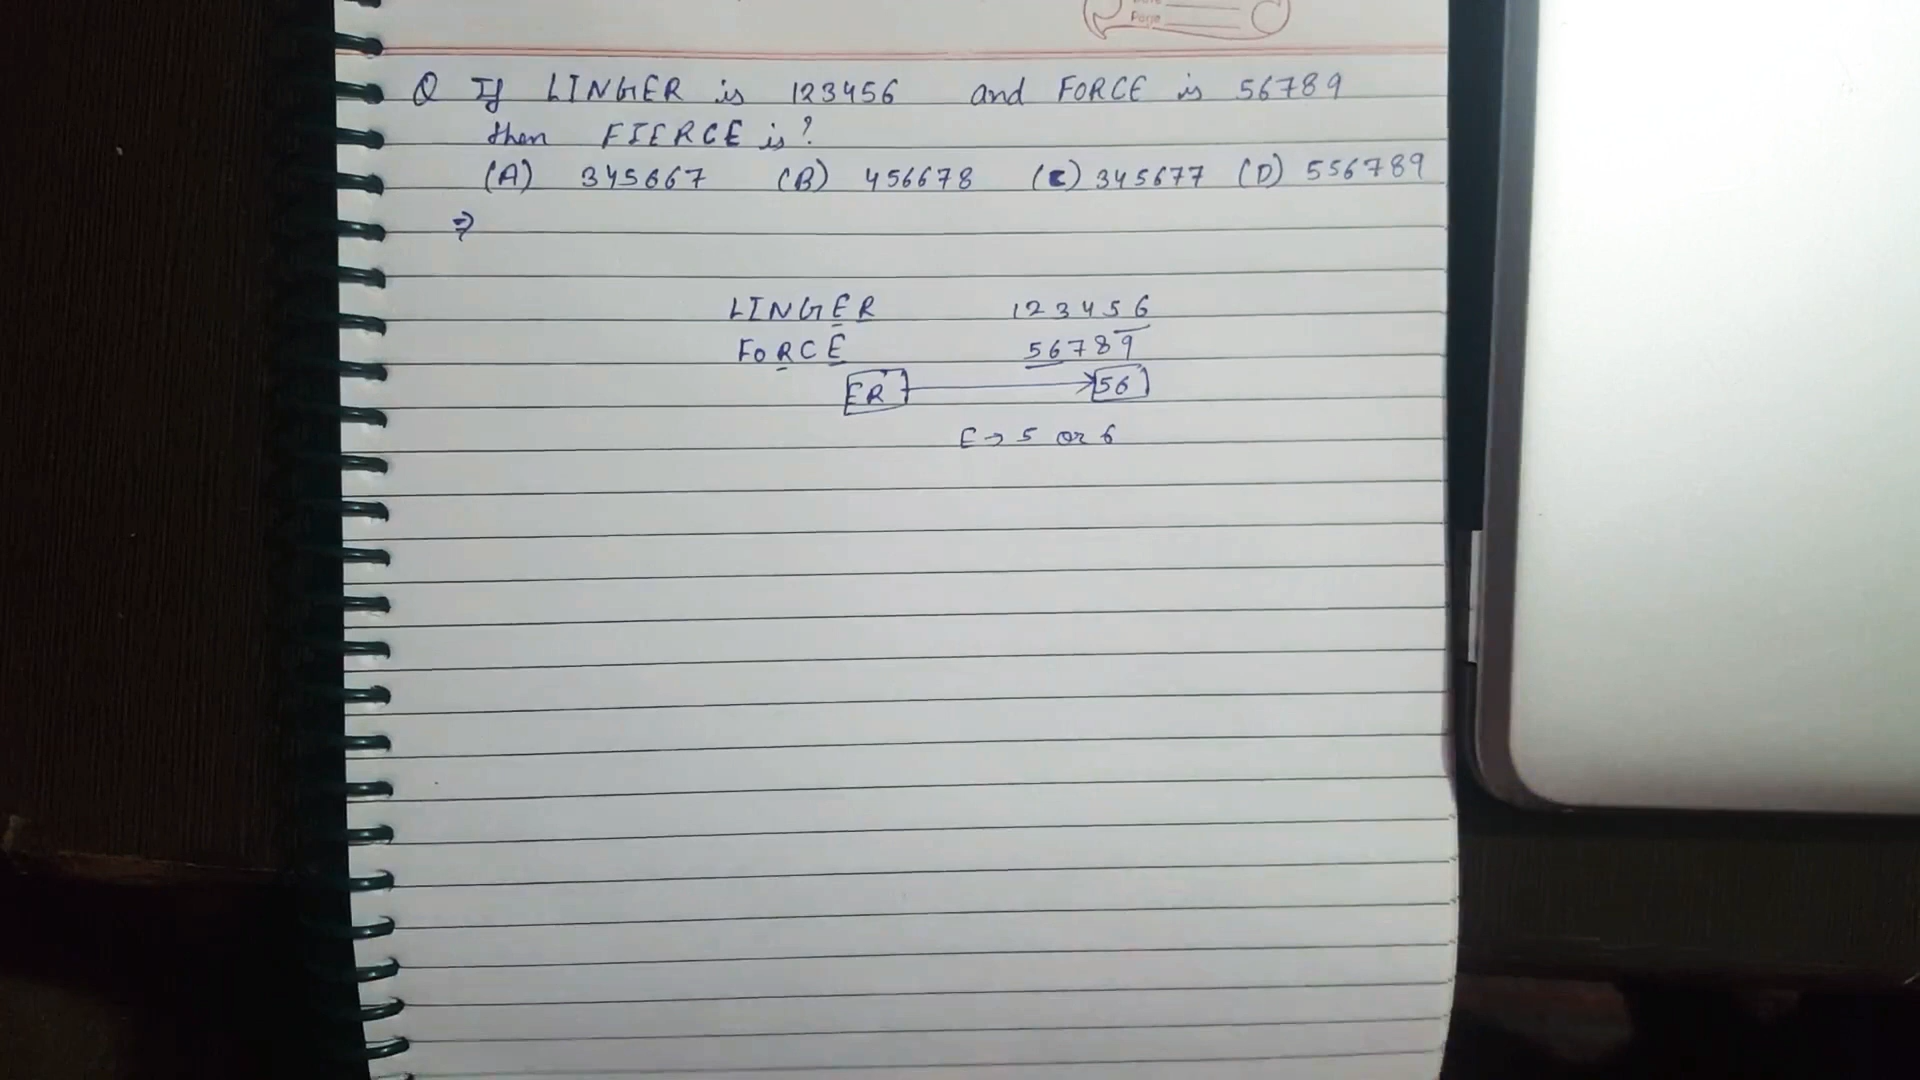 Page
Q If LINGER is 123456 and FORCE is 56789
then FIERCE is?
(A) 345667 (B) 456678 (C) 345677 (D) 556789
⇒
LINGER 123456
FORCE 56789
ER → 56
E → 5 or 6